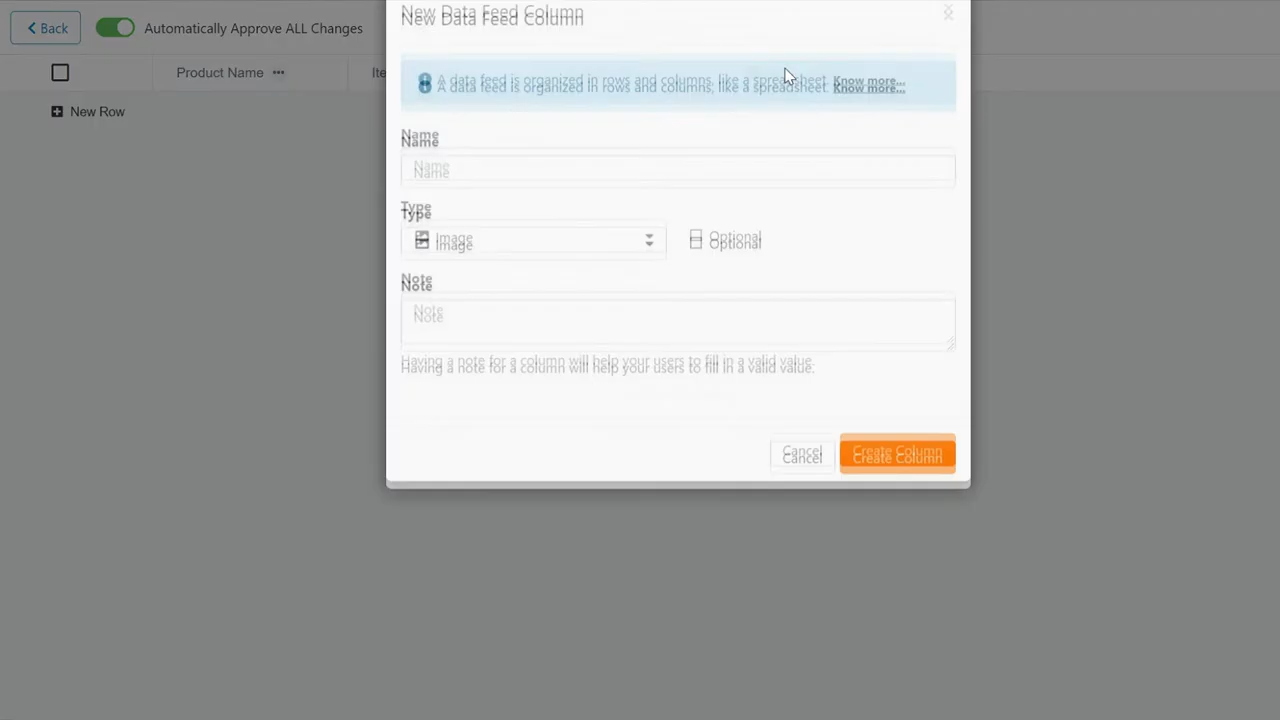 Back
Automatically Approve ALL Changes
Product Name
Ite
New Row
New Data Feed Column
A data feed is organized in rows and columns, like a spreadsheet. Know more...
Name
Name
Type
Image
Optional
Note
Note
Having a note for a column will help your users to fill in a valid value.
Cancel
Create Column